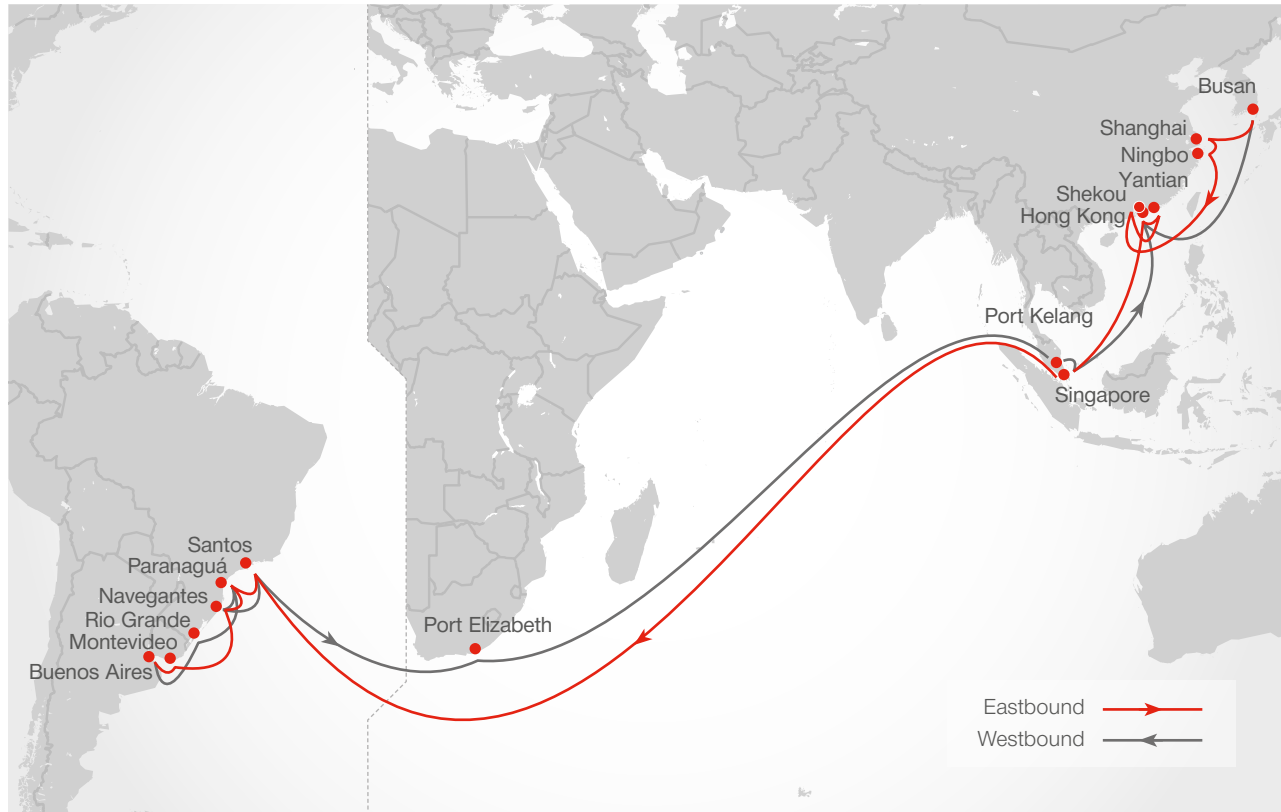 Busan
Shanghai
Ningbo
Yantian
Shekou
Hong Kong
Port Kelang
Singapore
Santos
Paranaguá
Navegantes
Rio Grande
Montevideo
Buenos Aires
Port Elizabeth
Eastbound
Westbound